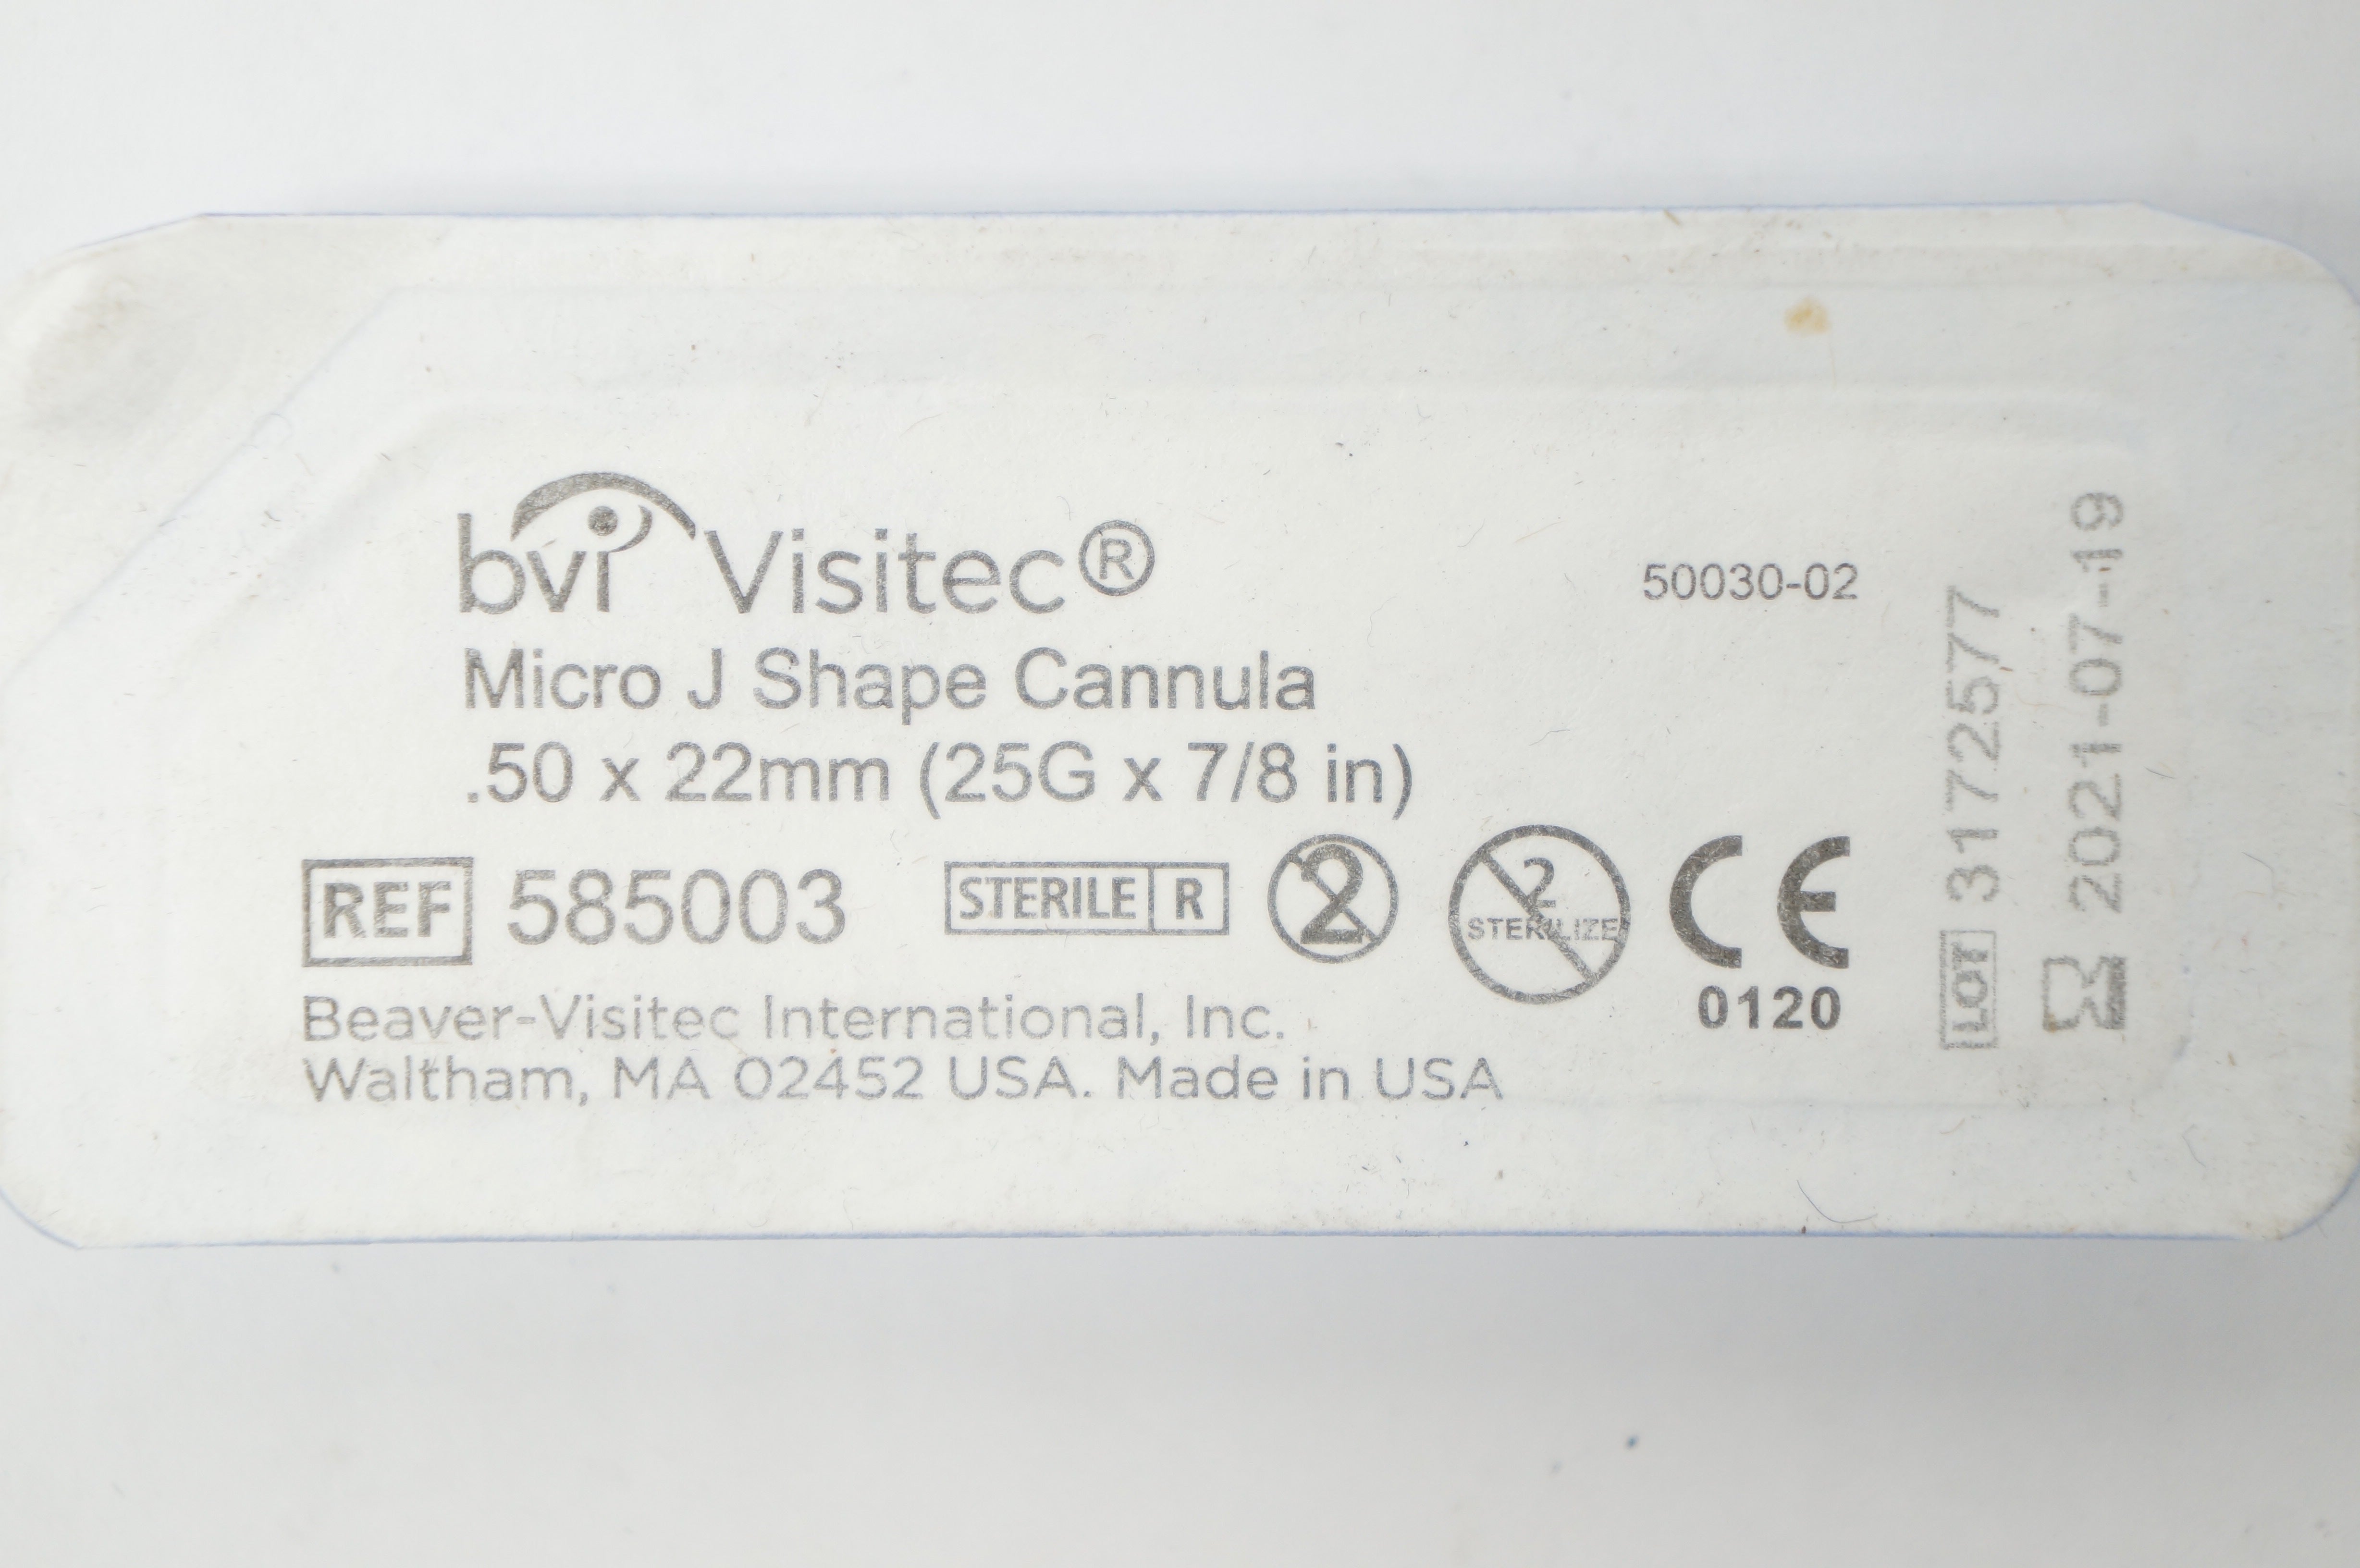 bvi Visitec®
50030-02
Micro J Shape Cannula
.50 x 22mm (25G x 7/8 in)
REF 585003 STERILE R 2 2 STERILIZE CE 0120
Beaver-Visitec International, Inc.
Waltham, MA 02452 USA. Made in USA
LOT 3172577
2021-07-19